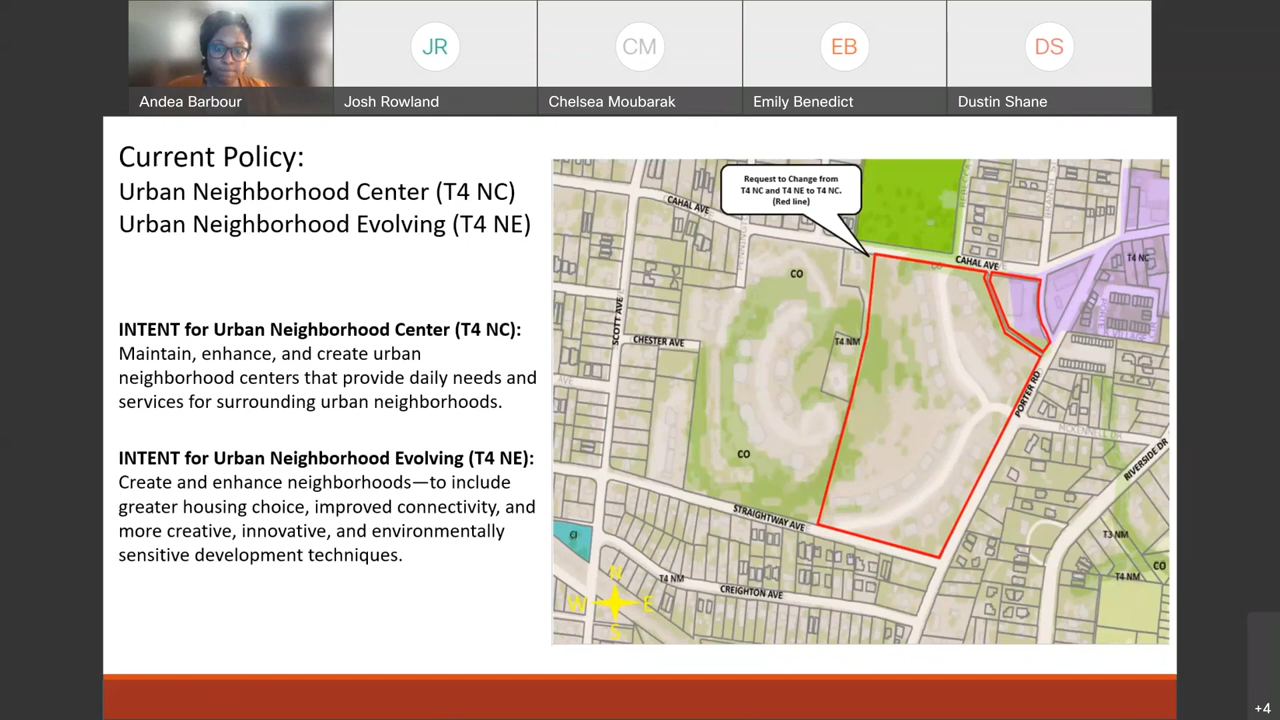 JR
CM
EB
DS
Andea Barbour
Josh Rowland
Chelsea Moubarak
Emily Benedict
Dustin Shane
Current Policy:
Urban Neighborhood Center (T4 NC)
Urban Neighborhood Evolving (T4 NE)
INTENT for Urban Neighborhood Center (T4 NC):
Maintain, enhance, and create urban
neighborhood centers that provide daily needs and
services for surrounding urban neighborhoods.
INTENT for Urban Neighborhood Evolving (T4 NE):
Create and enhance neighborhoods—to include
greater housing choice, improved connectivity, and
more creative, innovative, and environmentally
sensitive development techniques.
Request to Change from
T4 NC and T4 NE to T4 NC.
(Red line)
CAHAL AVE
CAHAL AVE
T4 NC
CO
CO
SCOTT AVE
CHESTER AVE
T4 NM
PORTER RD
MCKENNELL DR
RIVERSIDE DR
CO
STRAIGHTWAY AVE
CI
T3 NM
CO
T4 NM
T4 NM
CREIGHTON AVE
N
W
E
S
+4